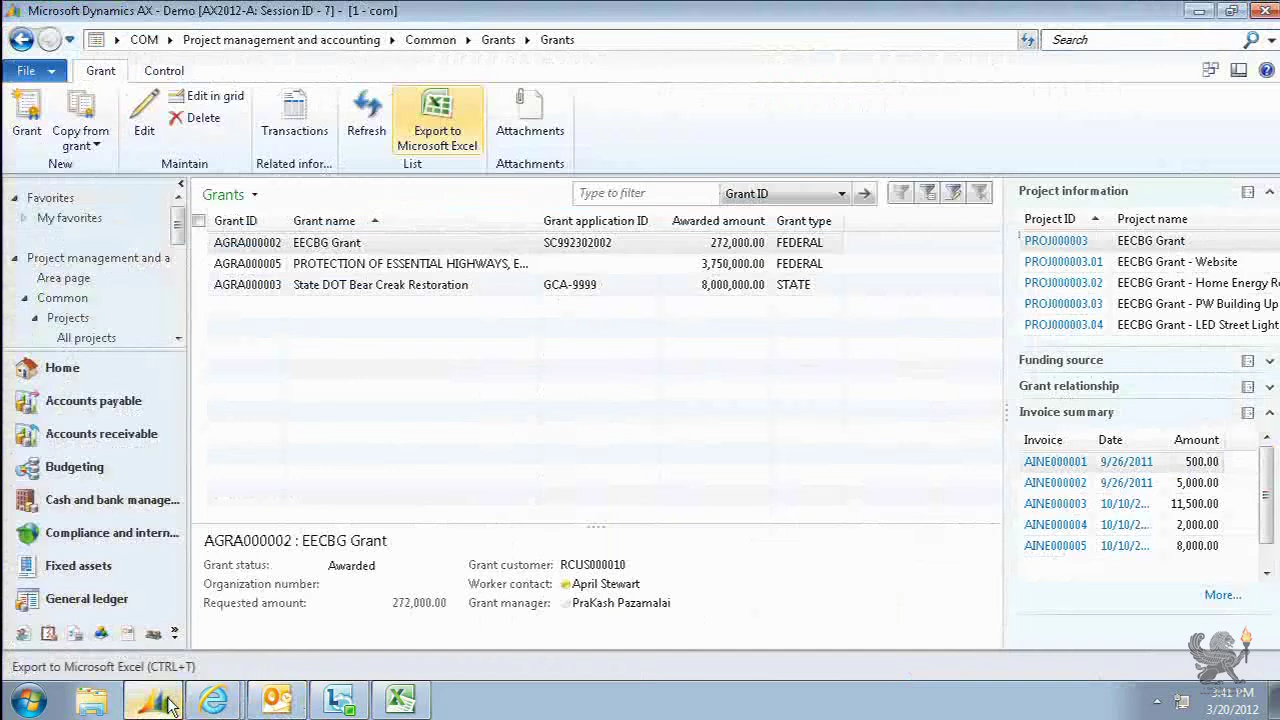 Microsoft Dynamics AX - Demo [AX2012-A: Session ID - 7] - [1 - com]
COM Project management and accounting Common Grants Grants Search
File Grant Control
Grant Copy from grant Edit Edit in grid Delete Transactions Refresh Export to Microsoft Excel Attachments
New Maintain Related infor... List Attachments
Favorites
My favorites
Project management and a
Area page
Common
Projects
All projects
Home
Accounts payable
Accounts receivable
Budgeting
Cash and bank manage...
Compliance and intern...
Fixed assets
General ledger
Grants Type to filter Grant ID
Grant ID Grant name Grant application ID Awarded amount Grant type
AGRA000002 EECBG Grant SC992302002 272,000.00 FEDERAL
AGRA000005 PROTECTION OF ESSENTIAL HIGHWAYS, E... 3,750,000.00 FEDERAL
AGRA000003 State DOT Bear Creak Restoration GCA-9999 8,000,000.00 STATE
AGRA000002 : EECBG Grant
Grant status: Awarded Grant customer: RCUS000010
Organization number: Worker contact: April Stewart
Requested amount: 272,000.00 Grant manager: PraKash Pazamalai
Project information
Project ID Project name
PROJ000003 EECBG Grant
PROJ000003.01 EECBG Grant - Website
PROJ000003.02 EECBG Grant - Home Energy Re
PROJ000003.03 EECBG Grant - PW Building Up
PROJ000003.04 EECBG Grant - LED Street Light
Funding source
Grant relationship
Invoice summary
Invoice Date Amount
AINE000001 9/26/2011 500.00
AINE000002 9/26/2011 5,000.00
AINE000003 10/10/2... 11,500.00
AINE000004 10/10/2... 2,000.00
AINE000005 10/10/2... 8,000.00
More...
Export to Microsoft Excel (CTRL+T)
3:41 PM
3/20/2012